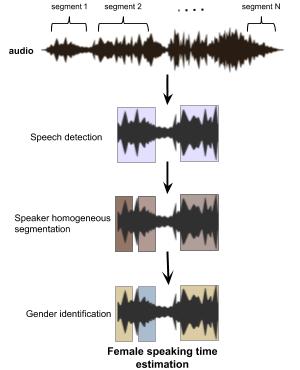 segment 1 segment 2 .... segment N
audio
Speech detection
Speaker homogeneous
segmentation
Gender identification
Female speaking time
estimation